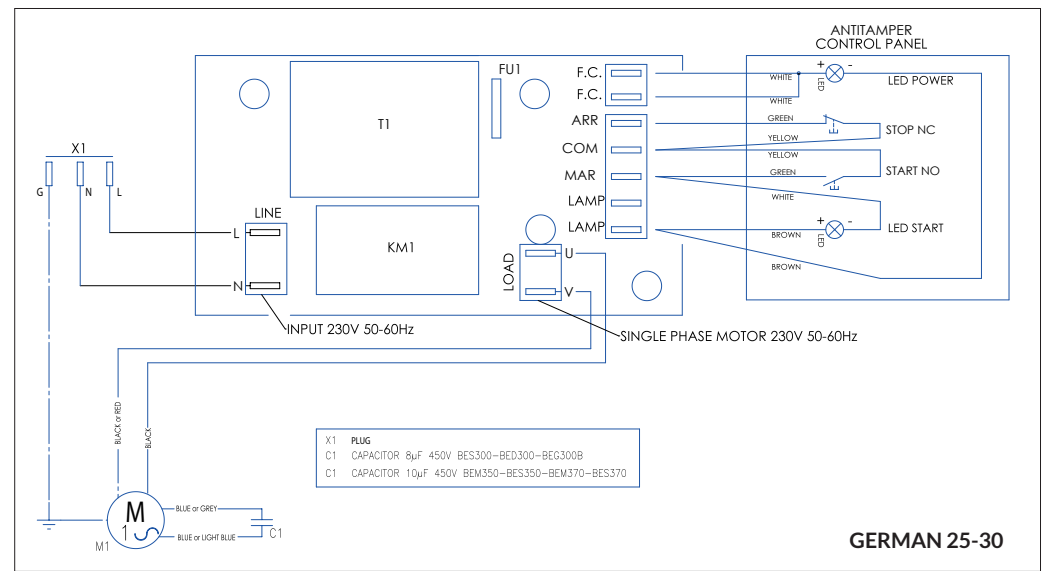 ANTITAMPER
CONTROL PANEL
FU1
F.C.
F.C.
ARR
COM
MAR
LAMP
LAMP
T1
KM1
X1
G
N
L
LINE
L
N
LOAD
U
V
WHITE
WHITE
GREEN
YELLOW
YELLOW
GREEN
WHITE
BROWN
BROWN
+ -
LED
LED POWER
E
STOP NC
E
START NO
+ -
LED
LED START
INPUT 230V 50-60Hz
SINGLE PHASE MOTOR 230V 50-60Hz
BLACK or RED
BLACK
X1 PLUG
C1 CAPACITOR 8µF 450V BES300-BED300-BEG300B
C1 CAPACITOR 10µF 450V BEM350-BES350-BEM370-BES370
M
1
M1
BLUE or GREY
BLUE or LIGHT BLUE
C1
GERMAN 25-30